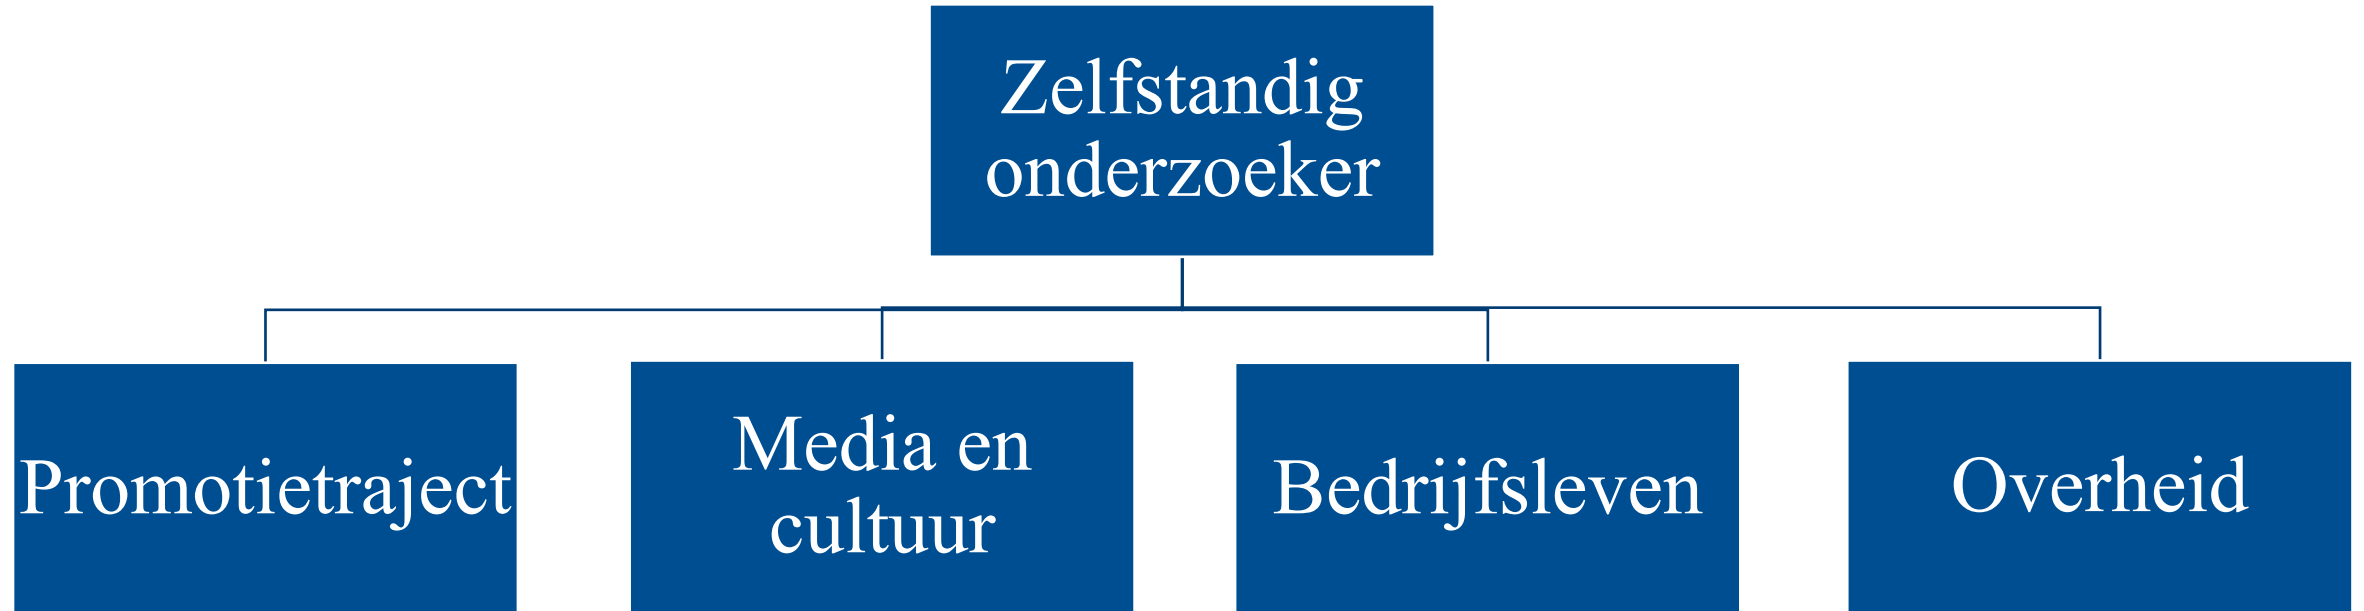 Zelfstandig
onderzoeker
Promotietraject
Media en
cultuur
Bedrijfsleven
Overheid